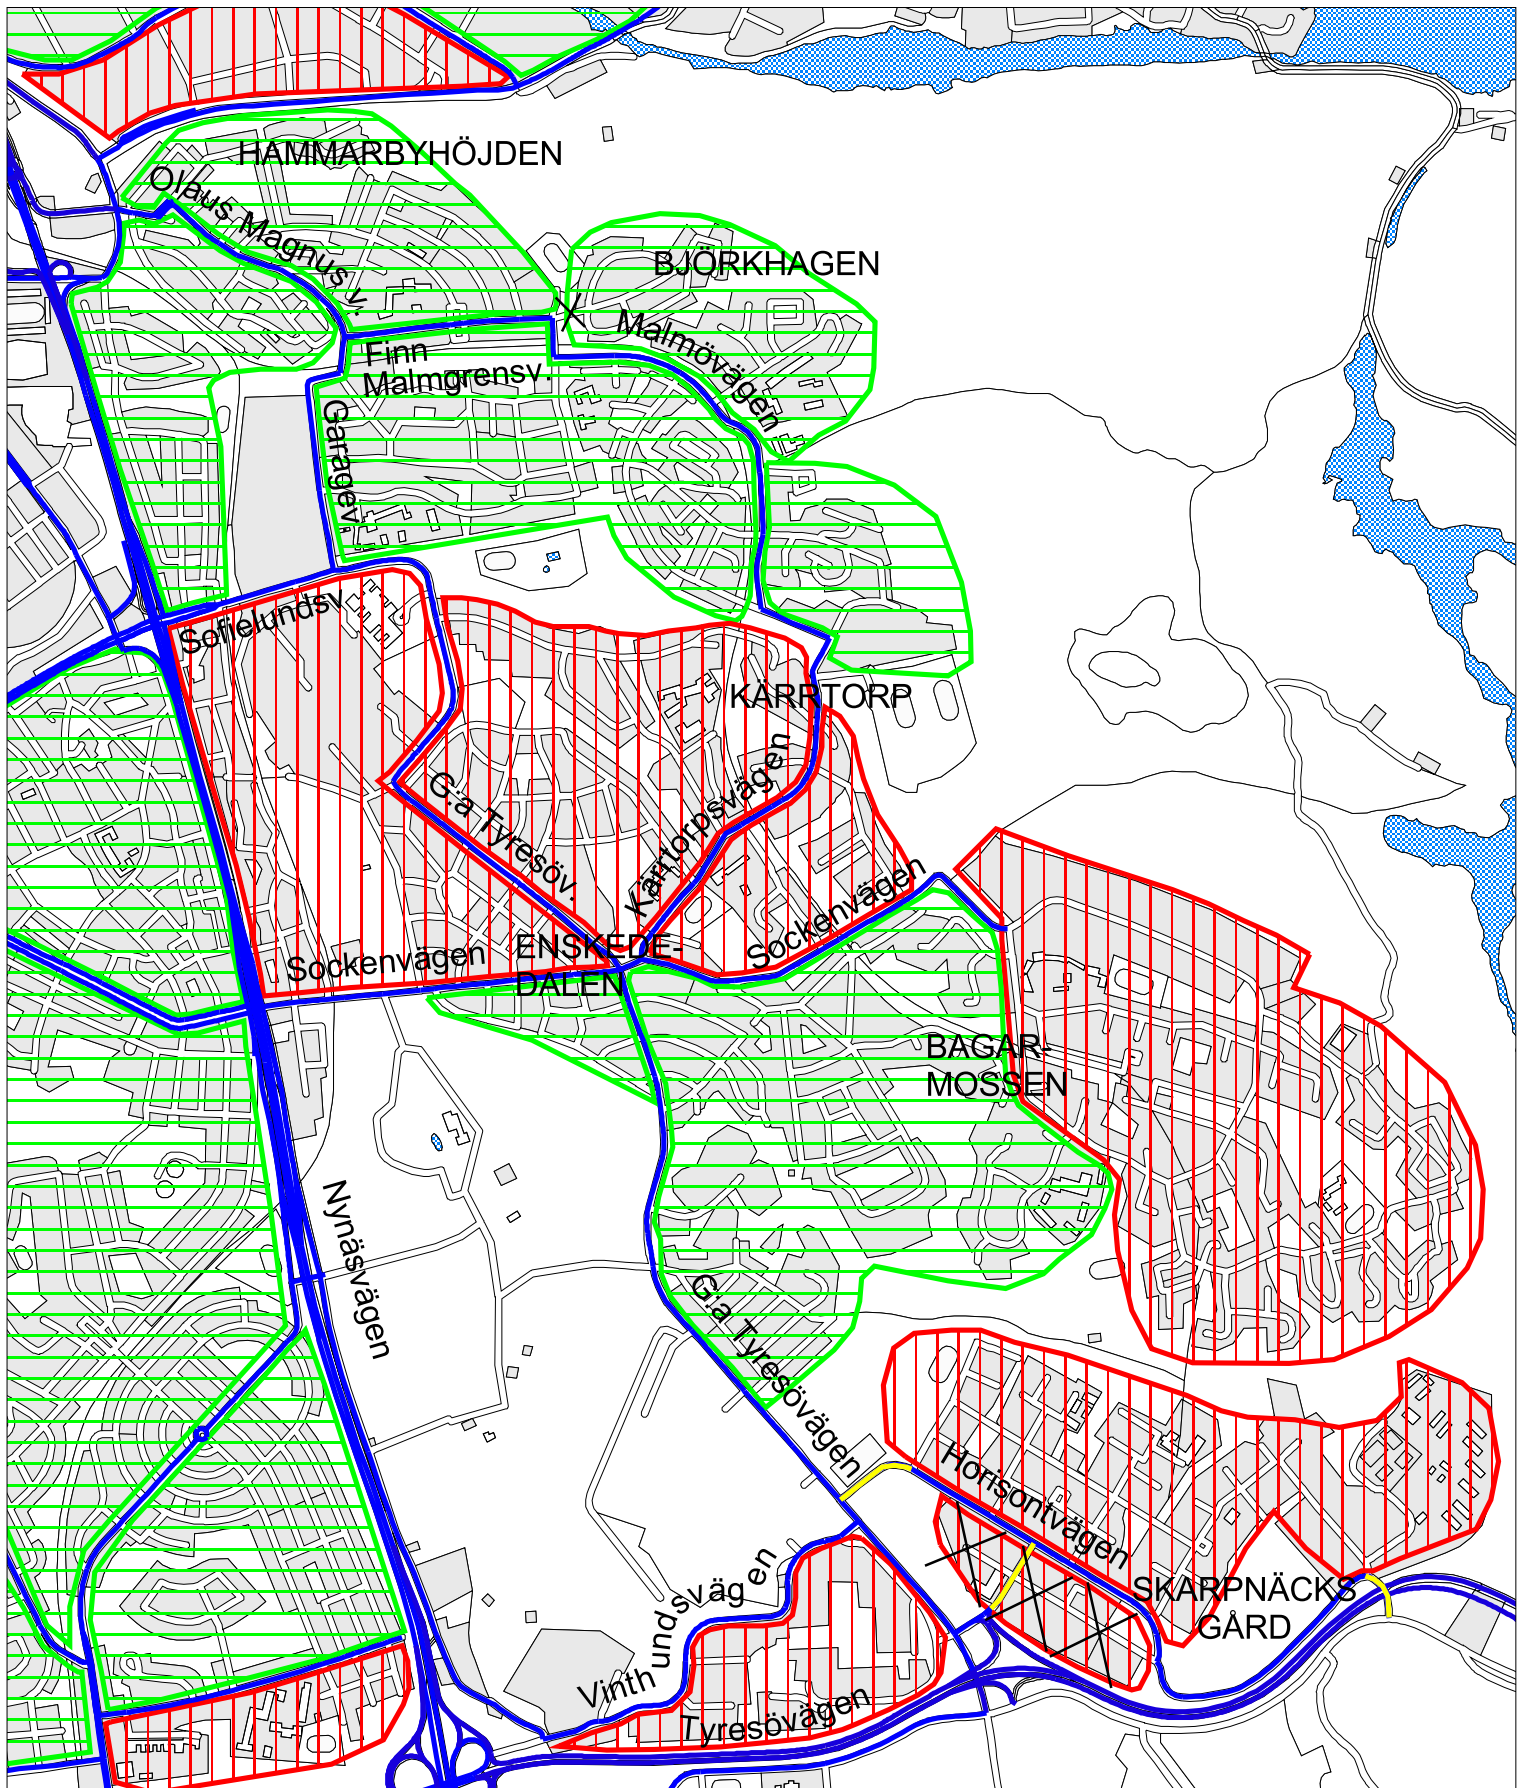 HAMMARBYHÖJDEN
Olaus Magnus v.
BJÖRKHAGEN
Malmövägen
Finn
Malmgrensv.
Garagev.
Sofielundsv.
KÄRRTORP
G:a Tyresöv.
Kärrtorpsvägen
Sockenvägen
Sockenvägen
ENSKEDE-
DALEN
BAGAR-
MOSSEN
Nynäsvägen
G:a Tyresövägen
Horisontvägen
SKARPNÄCKS
GÅRD
Vinthundsvägen
Tyresövägen